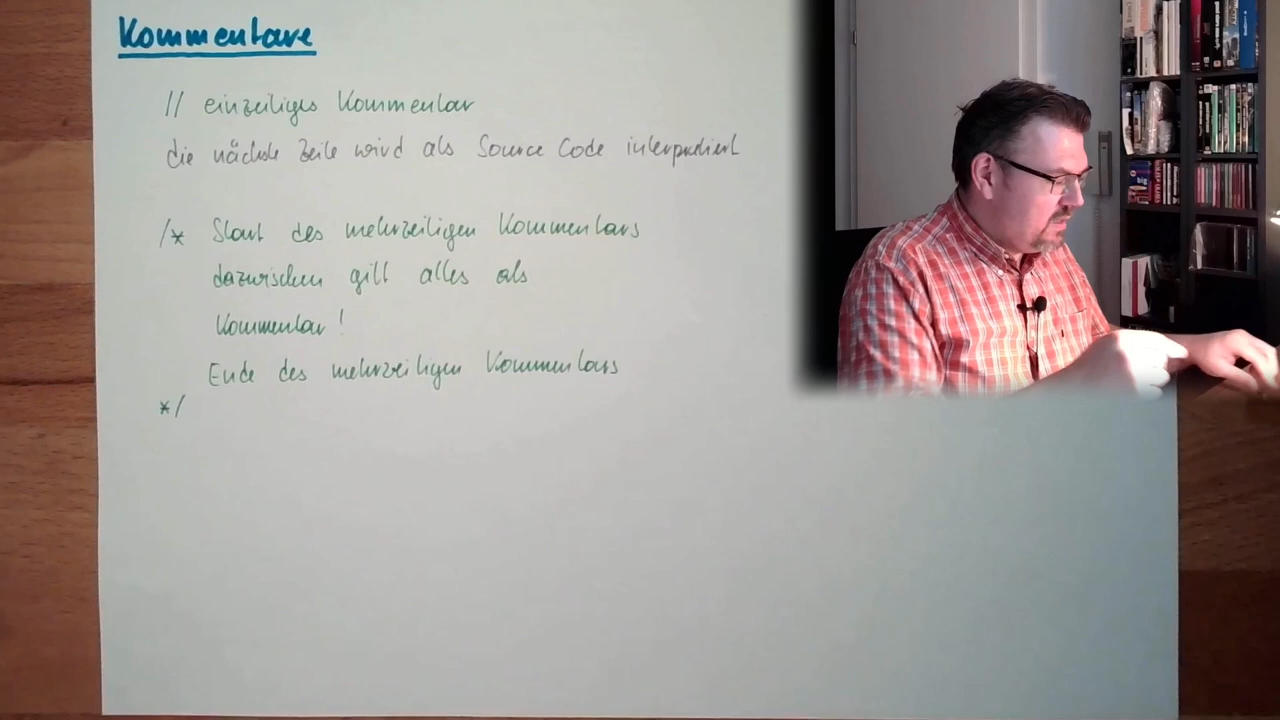 Kommentare
// einzeiliges Kommentar
die nächste Zeile wird als Source Code interpretiert
/* Start des mehrzeiligen Kommentars
dazwischen gilt alles als
Kommentar!
Ende des mehrzeiligen Kommentars
*/